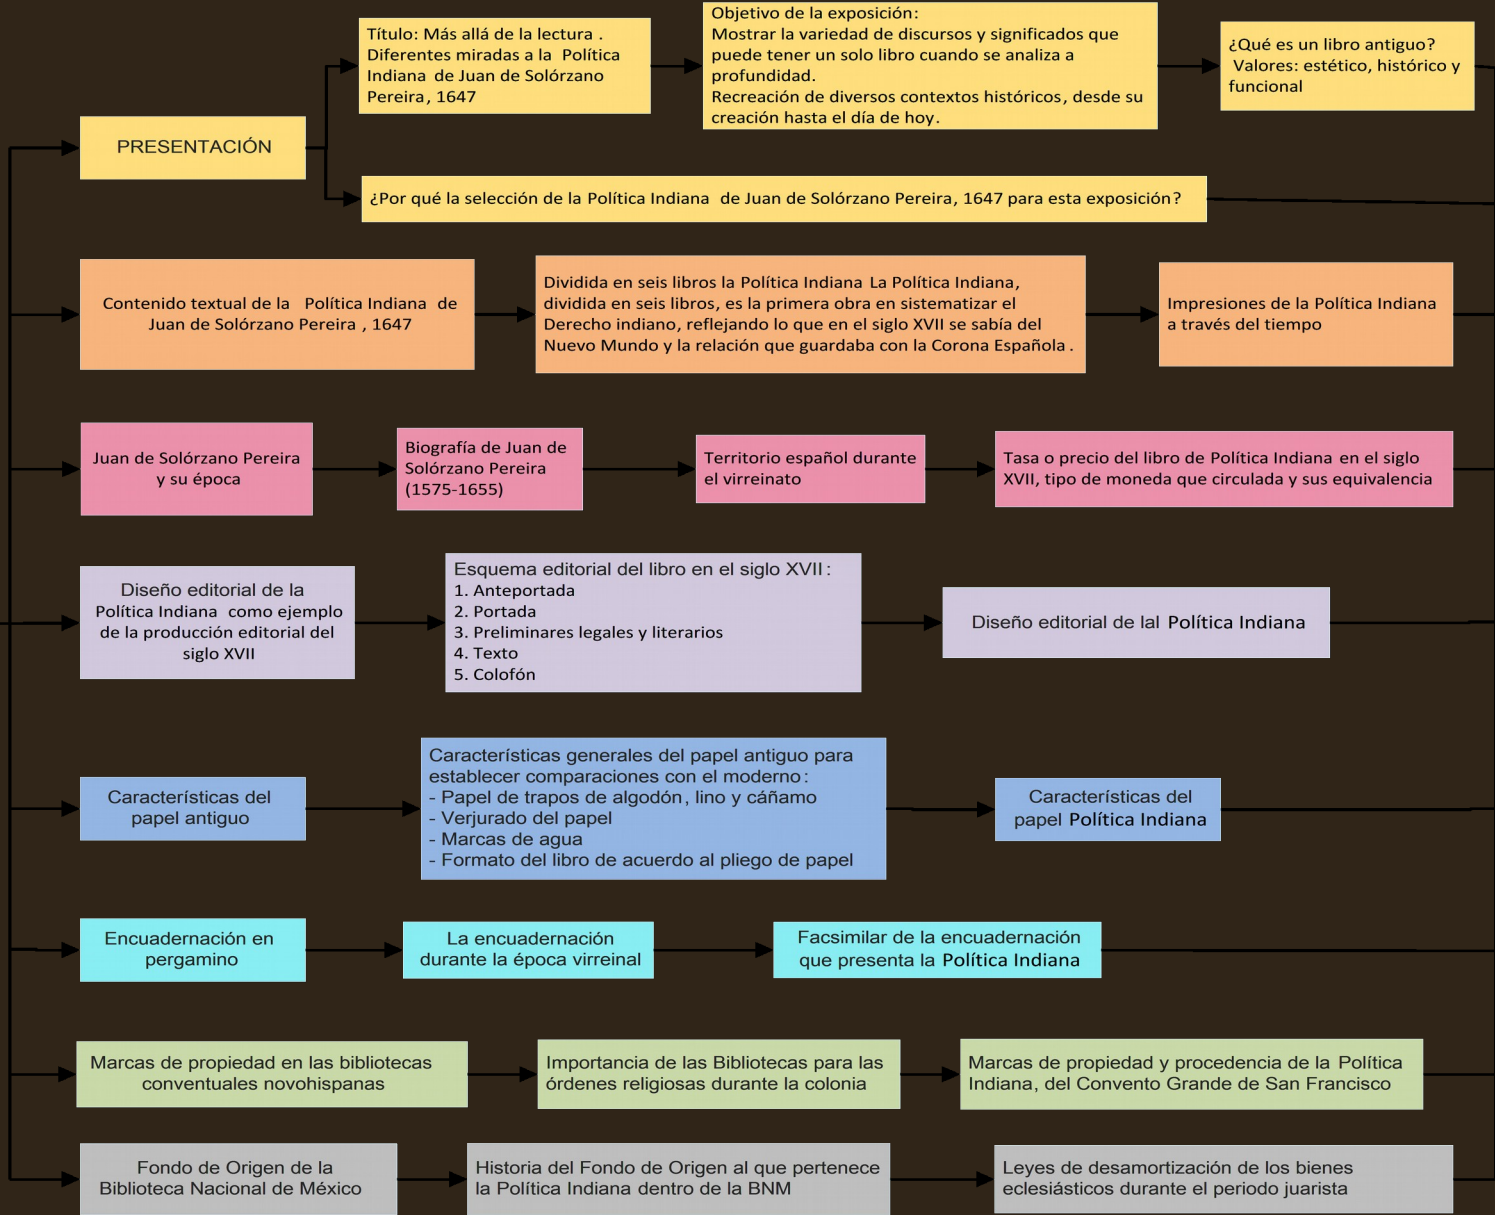 PRESENTACIÓN
Título: Más allá de la lectura .
Diferentes miradas a la Política
Indiana de Juan de Solórzano
Pereira, 1647
Objetivo de la exposición:
Mostrar la variedad de discursos y significados que
puede tener un solo libro cuando se analiza a
profundidad.
Recreación de diversos contextos históricos, desde su
creación hasta el día de hoy.
¿Qué es un libro antiguo?
Valores: estético, histórico y
funcional
¿Por qué la selección de la Política Indiana de Juan de Solórzano Pereira, 1647 para esta exposición?
Contenido textual de la Política Indiana de
Juan de Solórzano Pereira , 1647
Dividida en seis libros la Política Indiana La Política Indiana,
dividida en seis libros, es la primera obra en sistematizar el
Derecho indiano, reflejando lo que en el siglo XVII se sabía del
Nuevo Mundo y la relación que guardaba con la Corona Española .
Impresiones de la Política Indiana
a través del tiempo
Juan de Solórzano Pereira
y su época
Biografía de Juan de
Solórzano Pereira
(1575-1655)
Territorio español durante
el virreinato
Tasa o precio del libro de Política Indiana en el siglo
XVII, tipo de moneda que circulada y sus equivalencia
Diseño editorial de la
Política Indiana como ejemplo
de la producción editorial del
siglo XVII
Esquema editorial del libro en el siglo XVII :
1. Anteportada
2. Portada
3. Preliminares legales y literarios
4. Texto
5. Colofón
Diseño editorial de lal Política Indiana
Características del
papel antiguo
Características generales del papel antiguo para
establecer comparaciones con el moderno :
- Papel de trapos de algodón, lino y cáñamo
- Verjurado del papel
- Marcas de agua
- Formato del libro de acuerdo al pliego de papel
Características del
papel Política Indiana
Encuadernación en
pergamino
La encuadernación
durante la época virreinal
Facsimilar de la encuadernación
que presenta la Política Indiana
Marcas de propiedad en las bibliotecas
conventuales novohispanas
Importancia de las Bibliotecas para las
órdenes religiosas durante la colonia
Marcas de propiedad y procedencia de la Política
Indiana, del Convento Grande de San Francisco
Fondo de Origen de la
Biblioteca Nacional de México
Historia del Fondo de Origen al que pertenece
la Política Indiana dentro de la BNM
Leyes de desamortización de los bienes
eclesiásticos durante el periodo juarista